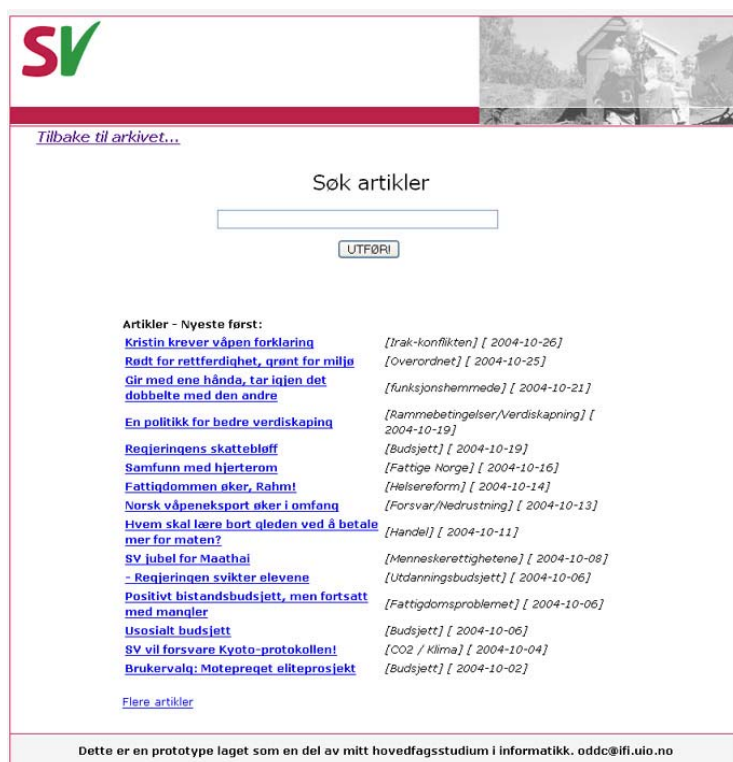 SV
Tilbake til arkivet...
Søk artikler
UTFØR!
Artikler - Nyeste først:
Kristin krever våpen forklaring [Irak-konflikten] [ 2004-10-26]
Rødt for rettferdighet, grønt for miljø [Overordnet] [ 2004-10-25]
Gir med ene hånda, tar igjen det
dobbelte med den andre [funksjonshemmede] [ 2004-10-21]
En politikk for bedre verdiskaping [Rammebetingelser/Verdiskapning] [
2004-10-19]
Regjeringens skattebløff [Budsjett] [ 2004-10-19]
Samfunn med hjerterom [Fattige Norge] [ 2004-10-16]
Fattigdommen øker, Rahm! [Helsereform] [ 2004-10-14]
Norsk våpeneksport øker i omfang [Forsvar/Nedrustning] [ 2004-10-13]
Hvem skal lære bort gleden ved å betale
mer for maten? [Handel] [ 2004-10-11]
SV jubel for Maathai [Menneskerettighetene] [ 2004-10-08]
- Regjeringen svikter elevene [Utdanningsbudsjett] [ 2004-10-06]
Positivt bistandsbudsjett, men fortsatt
med mangler [Fattigdomsproblemet] [ 2004-10-06]
Usosialt budsjett [Budsjett] [ 2004-10-06]
SV vil forsvare Kyoto-protokollen! [CO2 / Klima] [ 2004-10-04]
Brukervalg: Motepreget eliteprosjekt [Budsjett] [ 2004-10-02]
Flere artikler
Dette er en prototype laget som en del av mitt hovedfagsstudium i informatikk. oddc@ifi.uio.no